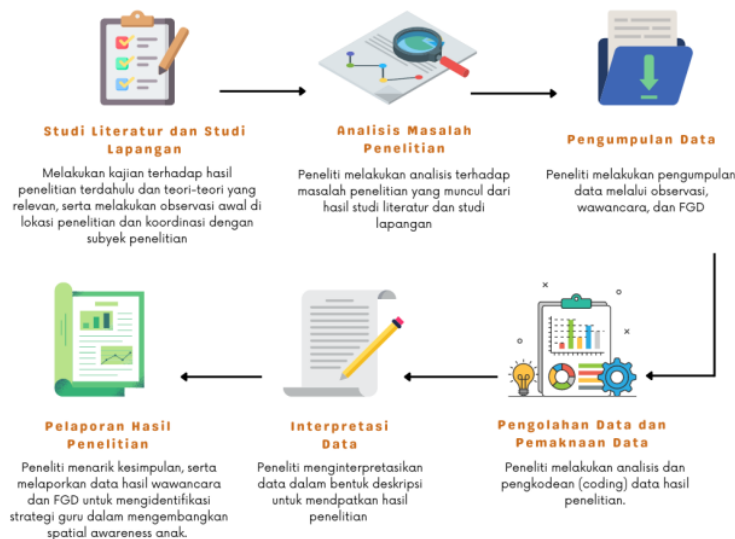 Studi Literatur dan Studi
Lapangan
Melakukan kajian terhadap hasil
penelitian terdahulu dan teori-teori yang
relevan, serta melakukan observasi awal di
lokasi penelitian dan koordinasi dengan
subyek penelitian
Analisis Masalah
Penelitian
Peneliti melakukan analisis terhadap
masalah penelitian yang muncul dari
hasil studi literatur dan studi
lapangan
Pengumpulan Data
Peneliti melakukan pengumpulan
data melalui observasi,
wawancara, dan FGD
Pengolahan Data dan
Pemaknaan Data
Peneliti melakukan analisis dan
pengkodean (coding) data hasil
penelitian.
Interpretasi
Data
Peneliti menginterpretasikan
data dalam bentuk deskripsi
untuk mendpatkan hasil
penelitian
Pelaporan Hasil
Penelitian
Peneliti menarik kesimpulan, serta
melaporkan data hasil wawancara
dan FGD untuk mengidentifikasi
strategi guru dalam mengembangkan
spatial awareness anak.